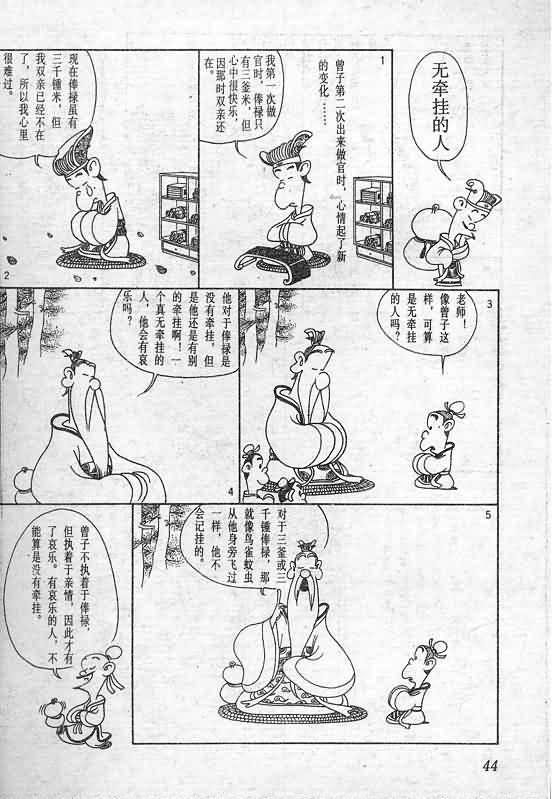 无牵挂的人
1
曾子第二次出来做官时，心情起了新
的变化……
我第一次做
官时，俸禄只
有三釜米，但
心中很快乐，
因那时双亲还
在。
现在俸禄虽有
三千锺米，但
我双亲已经不在
了，所以我心里
很难过。
2
3
老师！
像曾子这
样，可算
是无牵挂
的人吗？
他对于俸禄是
没有牵挂，但
是他还是有别
的牵挂啊！一
个真无牵挂的
人，他会有哀
乐吗？
4
5
对于三釜或三
千锺俸禄，那
就像鸟雀蚊虫
从他身旁飞过
一样，他不
会记挂的。
曾子不执着于俸禄，
但执着于亲情，因此才有
了哀乐。有哀乐的人，不
能算是没有牵挂。
44